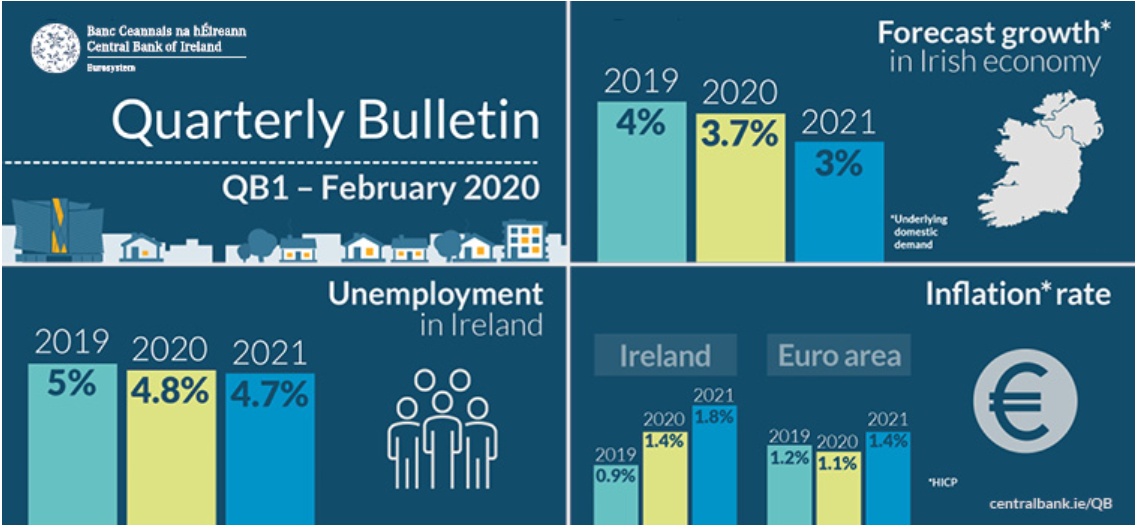 Banc Ceannais na hÉireann
Central Bank of Ireland
Eurosystem
Quarterly Bulletin
QB1 – February 2020
Forecast growth*
in Irish economy
2019
4%
2020
3.7%
2021
3%
*Underlying
domestic
demand
Unemployment
in Ireland
2019
5%
2020
4.8%
2021
4.7%
Inflation* rate
Ireland
2019
0.9%
2020
1.4%
2021
1.8%
Euro area
2019
1.2%
2020
1.1%
2021
1.4%
€
*HICP
centralbank.ie/QB